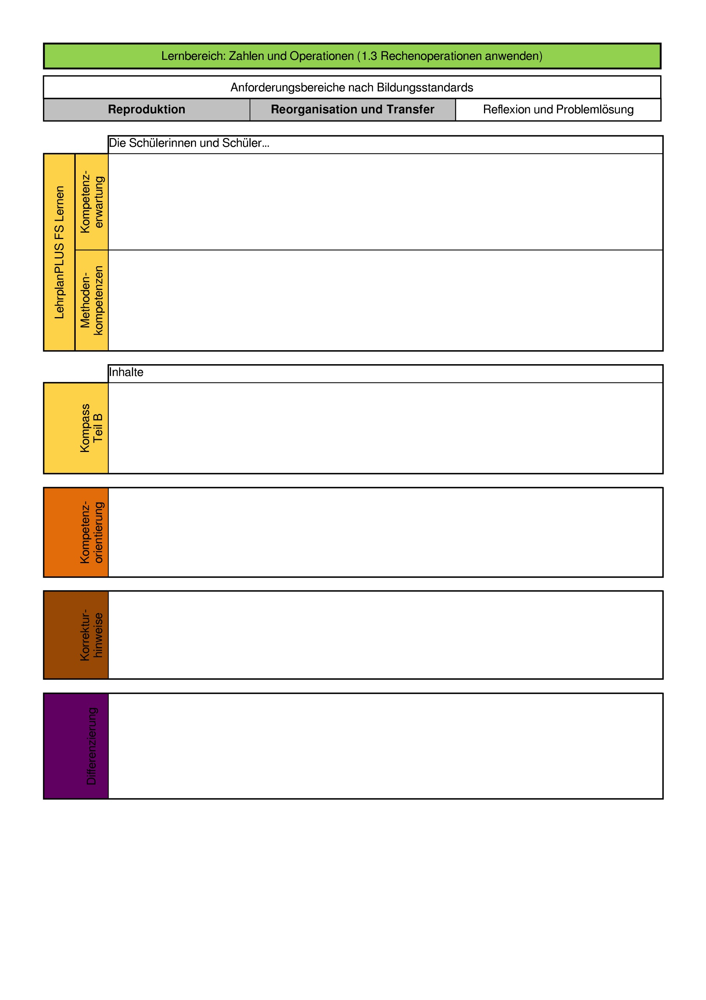 Lernbereich: Zahlen und Operationen (1.3 Rechenoperationen anwenden)
Anforderungsbereiche nach Bildungsstandards
Reproduktion
Reorganisation und Transfer
Reflexion und Problemlösung
Die Schülerinnen und Schüler...
LehrplanPLUS FS Lernen
Kompetenz-
erwartung
Methoden-
kompetenzen
Inhalte
Kompass
Teil B
Kompetenz-
orientierung
Korrektur-
hinweise
Differenzierung